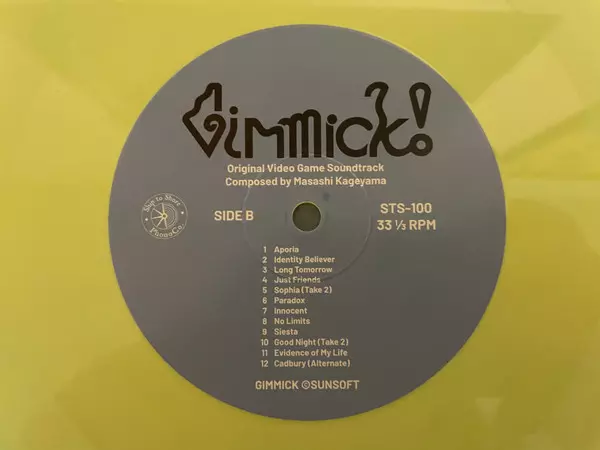 Gimmick!
Original Video Game Soundtrack
Composed by Masashi Kageyama
Ship to Shore
PhonoCo.
SIDE B
STS-100
33 ⅓ RPM
1 Aporia
2 Identity Believer
3 Long Tomorrow
4 Just Friends
5 Sophia (Take 2)
6 Paradox
7 Innocent
8 No Limits
9 Siesta
10 Good Night (Take 2)
11 Evidence of My Life
12 Cadbury (Alternate)
GIMMICK ©SUNSOFT